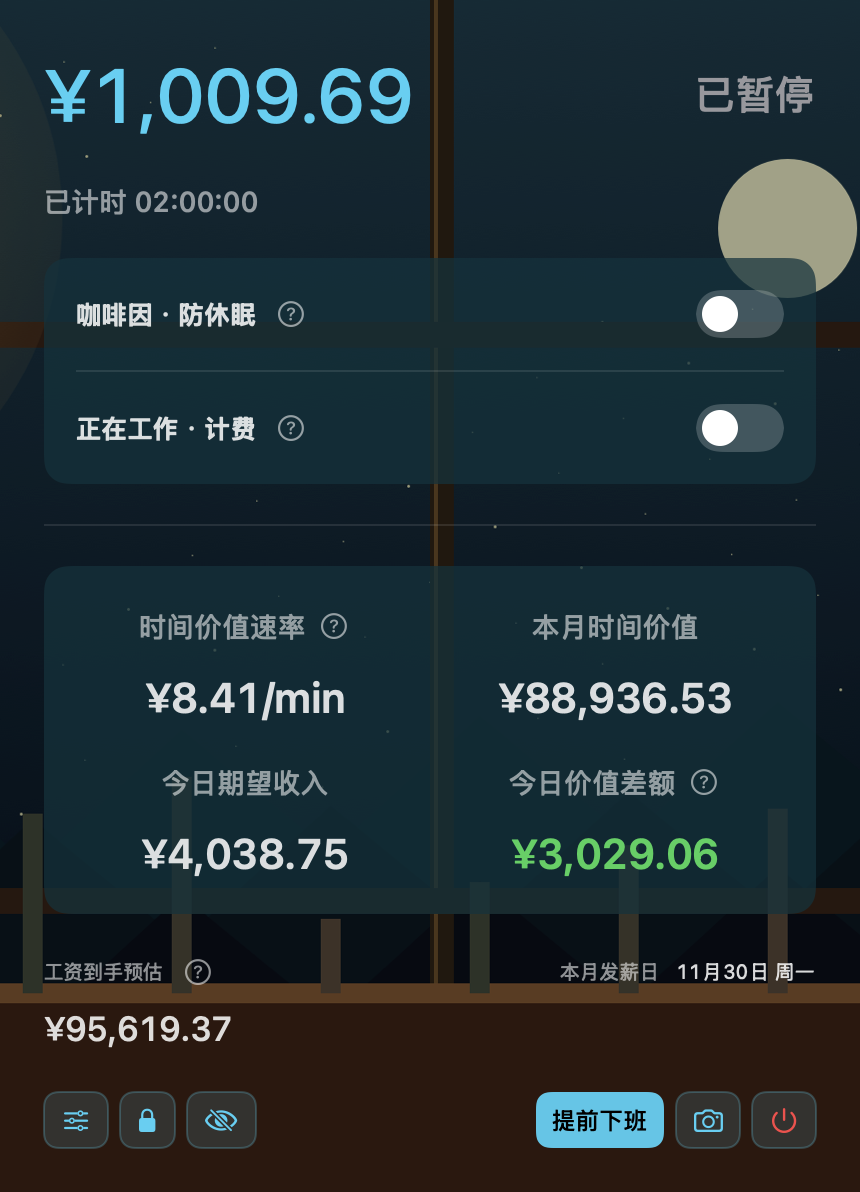 ¥1,009.69
已暂停
已计时 02:00:00
咖啡因 · 防休眠 ?
正在工作 · 计费 ?
时间价值速率 ?
本月时间价值
¥8.41/min
¥88,936.53
今日期望收入
今日价值差额 ?
¥4,038.75
¥3,029.06
工资到手预估 ?
本月发薪日 11月30日 周一
¥95,619.37
提前下班